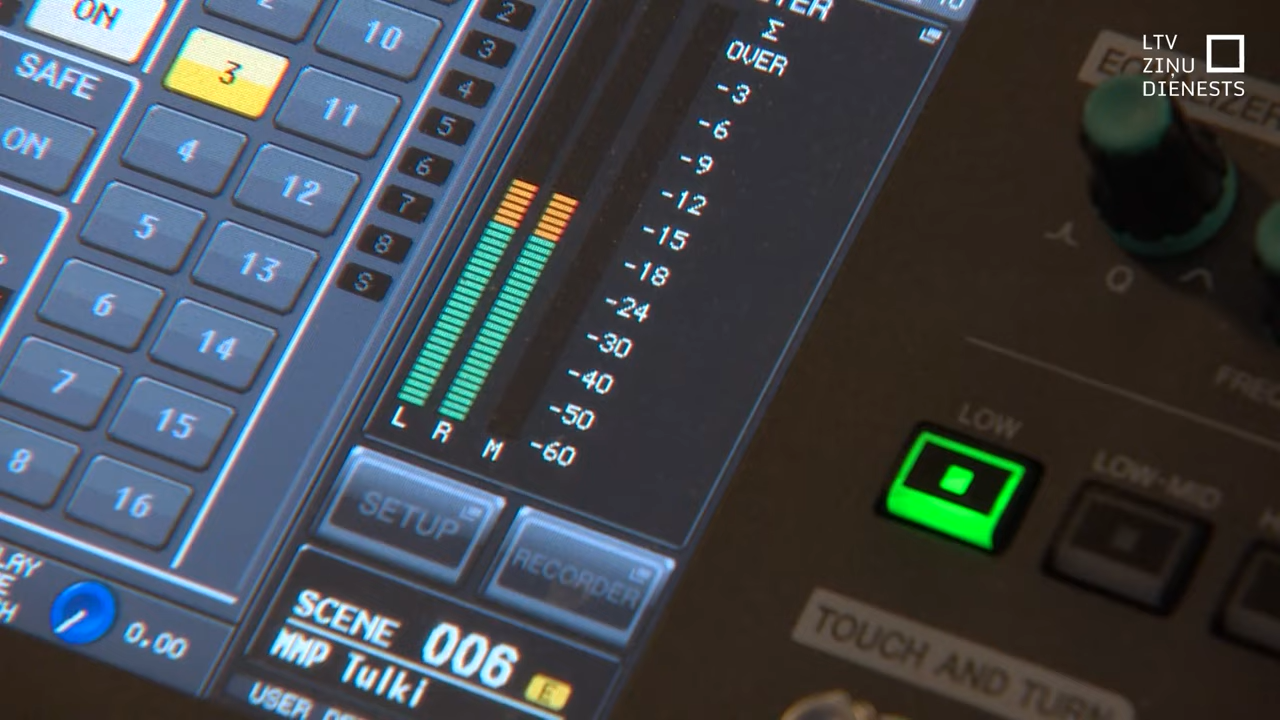 ON
SAFE
ON
2
3
4
5
6
7
8
10
11
12
13
14
15
16
0.00
2
3
4
5
6
7
8
S
Σ
OVER
-3
-6
-9
-12
-15
-18
-24
-30
-40
-50
-60
L
R
M
SETUP
RECORDER
SCENE
006
MMP Tulki
E
LTV
ZIŅU
DIENESTS
Q
LOW
LOW-MID
TOUCH AND TURN